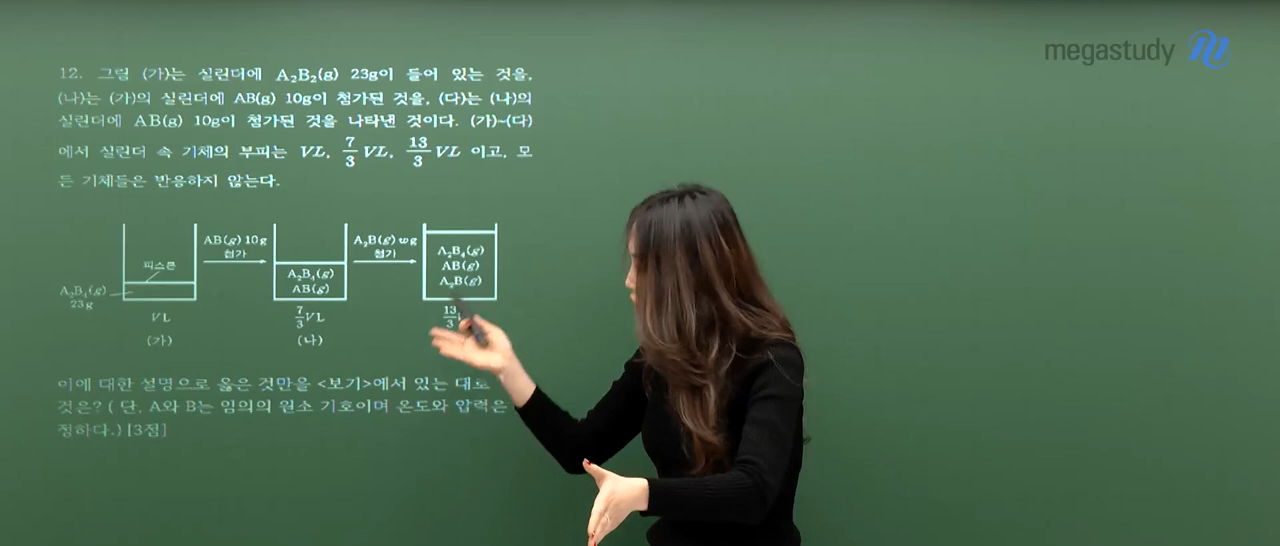 megastudy
12. 그림 (가)는 실린더에 A₂B₂(g) 23g이 들어 있는 것을,
(나)는 (가)의 실린더에 AB(g) 10g이 첨가된 것을, (다)는 (나)의
실린더에 AB(g) 10g이 첨가된 것을 나타낸 것이다. (가)~(다)
에서 실린더 속 기체의 부피는 VL, 7/3 VL, 13/3 VL 이고, 모
든 기체들은 반응하지 않는다.
피스톤
A₂B₄(g)
23g
VL
(가)
AB(g) 10g
첨가
A₂B₄(g)
AB(g)
7/3 VL
(나)
A₂B(g) wg
첨가
A₂B₄(g)
AB(g)
A₂B(g)
13/3
이에 대한 설명으로 옳은 것만을 <보기>에서 있는 대로
것은? ( 단, A와 B는 임의의 원소 기호이며 온도와 압력은
정하다.) [3점]